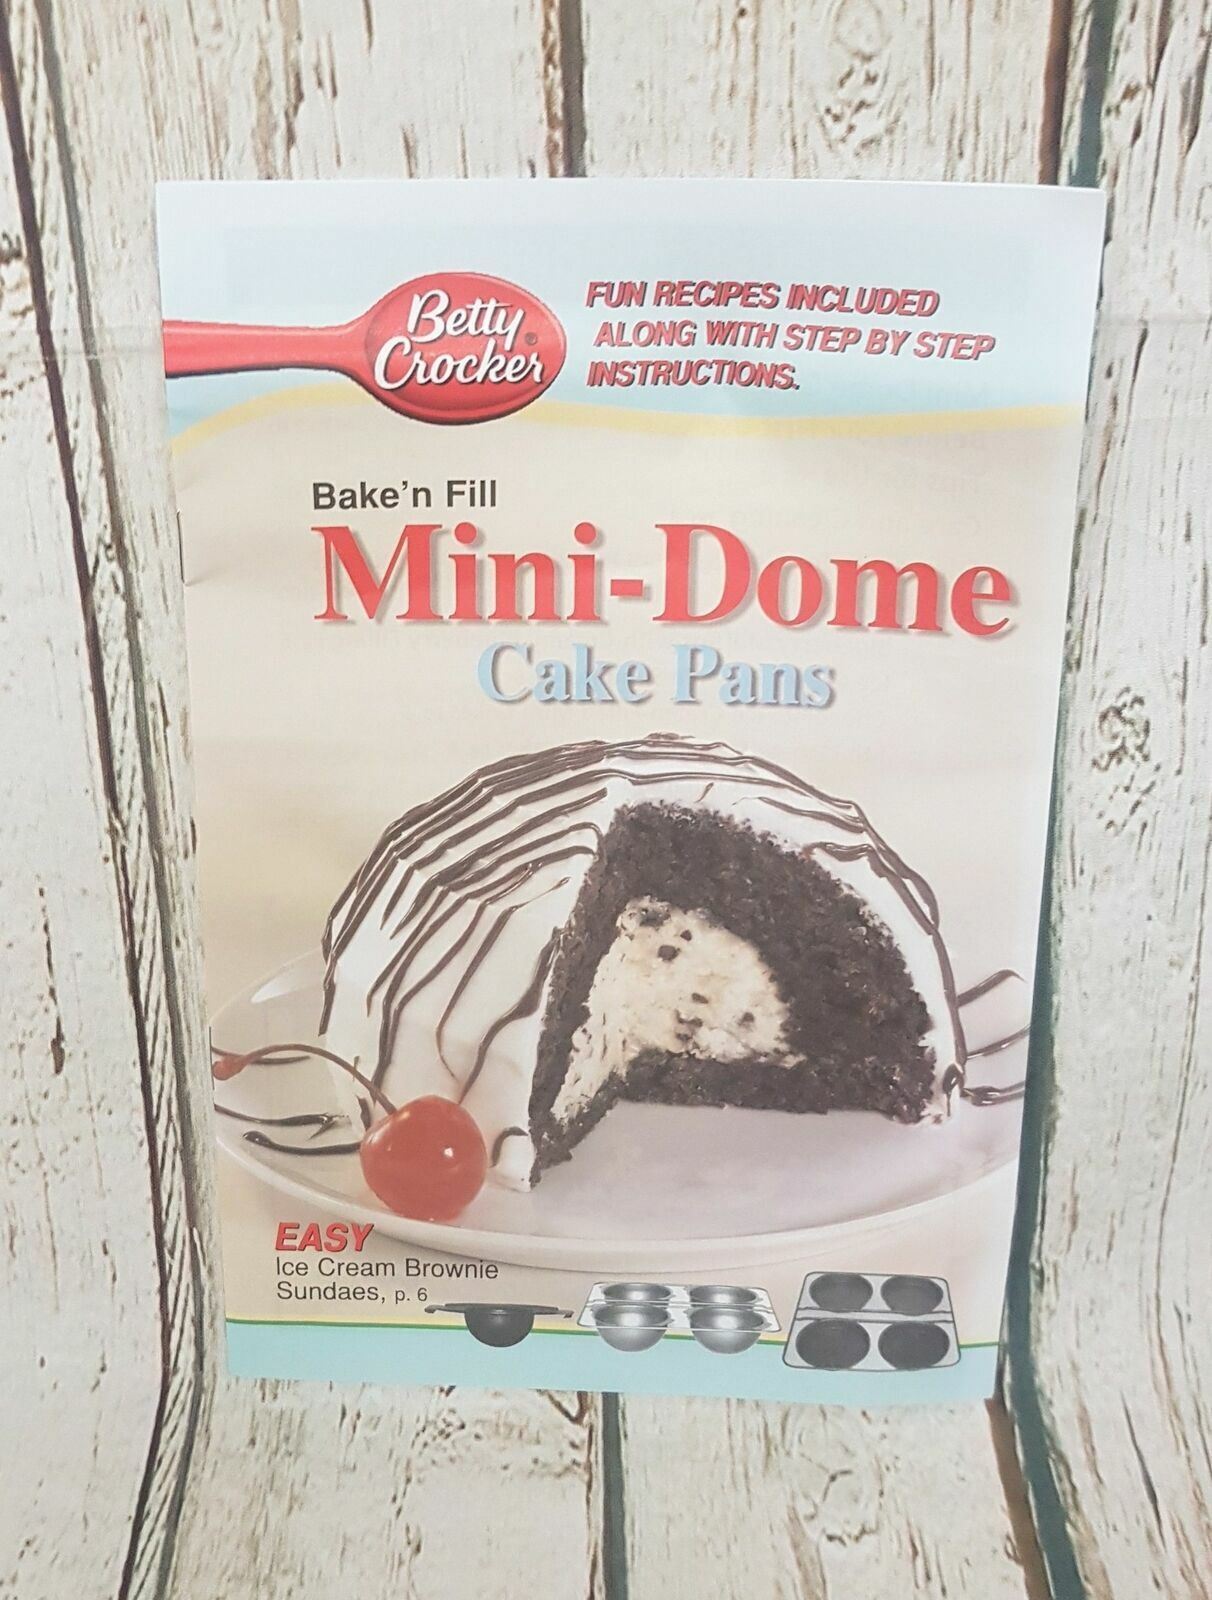 Betty
Crocker®
FUN RECIPES INCLUDED
ALONG WITH STEP BY STEP
INSTRUCTIONS.
Bake'n Fill
Mini-Dome
Cake Pans
EASY
Ice Cream Brownie
Sundaes, p. 6